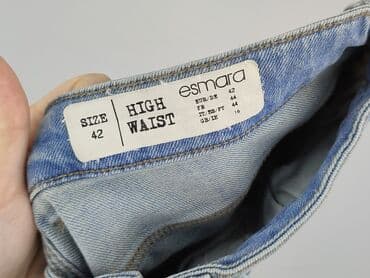 SIZE
42
HIGH
WAIST
esmara
EUR/DE 42
FR 44
IT/ES/PT 44
GB/IE 16